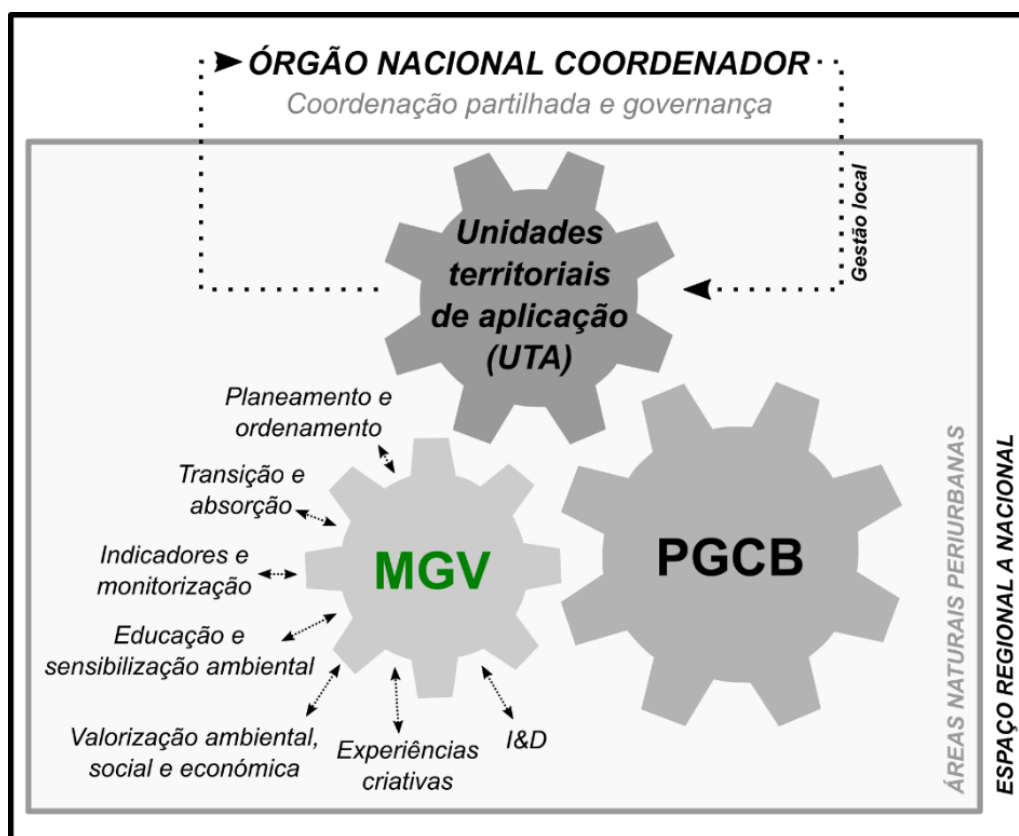 ÓRGÃO NACIONAL COORDENADOR
Coordenação partilhada e governança
Gestão local
Unidades
territoriais
de aplicação
(UTA)
Planeamento e
ordenamento
Transição e
absorção
Indicadores e
monitorização
Educação e
sensibilização ambiental
Valorização ambiental,
social e económica
Experiências
criativas
I&D
MGV
PGCB
ÁREAS NATURAIS PERIURBANAS
ESPAÇO REGIONAL A NACIONAL